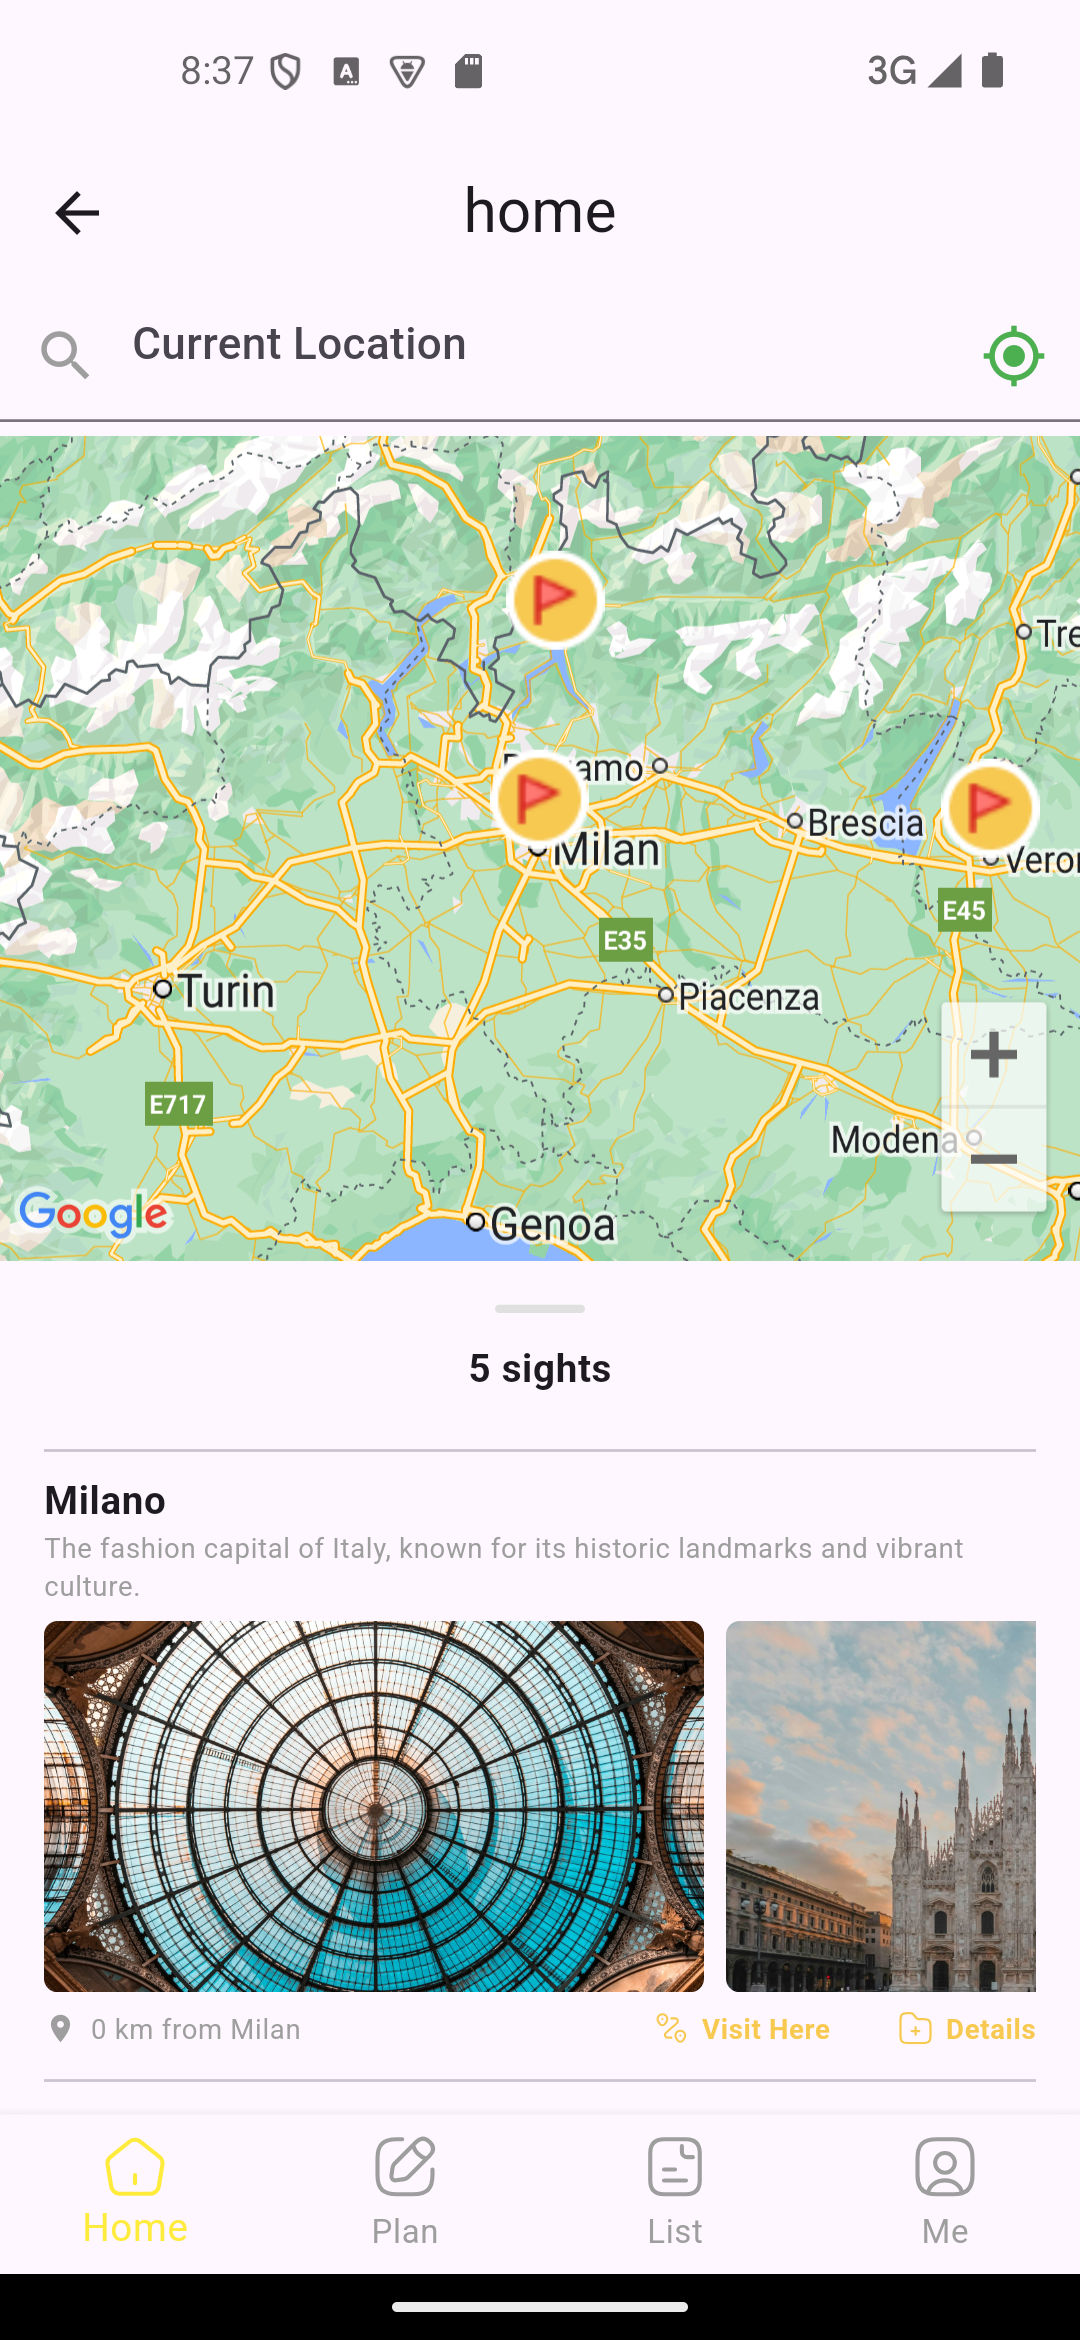 8:37
3G
home
Current Location
Tre
amo
Brescia
Milan
Veror
E45
E35
Turin
Piacenza
E717
Modena
Google
Genoa
5 sights
Milano
The fashion capital of Italy, known for its historic landmarks and vibrant
culture.
0 km from Milan
Visit Here
Details
Home
Plan
List
Me